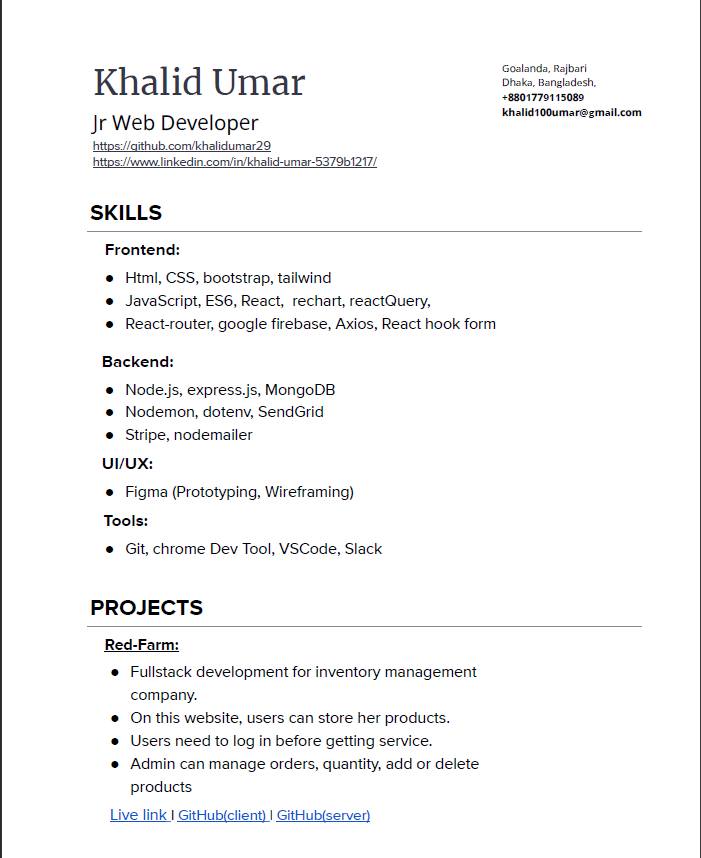 Khalid Umar
Jr Web Developer
https://github.com/khalidumar29
https://www.linkedin.com/in/khalid-umar-5379b1217/
Goalanda, Rajbari
Dhaka, Bangladesh,
+8801779115089
khalid100umar@gmail.com
SKILLS
Frontend:
● Html, CSS, bootstrap, tailwind
● JavaScript, ES6, React, rechart, reactQuery,
● React-router, google firebase, Axios, React hook form
Backend:
● Node.js, express.js, MongoDB
● Nodemon, dotenv, SendGrid
● Stripe, nodemailer
UI/UX:
● Figma (Prototyping, Wireframing)
Tools:
● Git, chrome Dev Tool, VSCode, Slack
PROJECTS
Red-Farm:
● Fullstack development for inventory management
company.
● On this website, users can store her products.
● Users need to log in before getting service.
● Admin can manage orders, quantity, add or delete
products
Live link | GitHub(client) | GitHub(server)